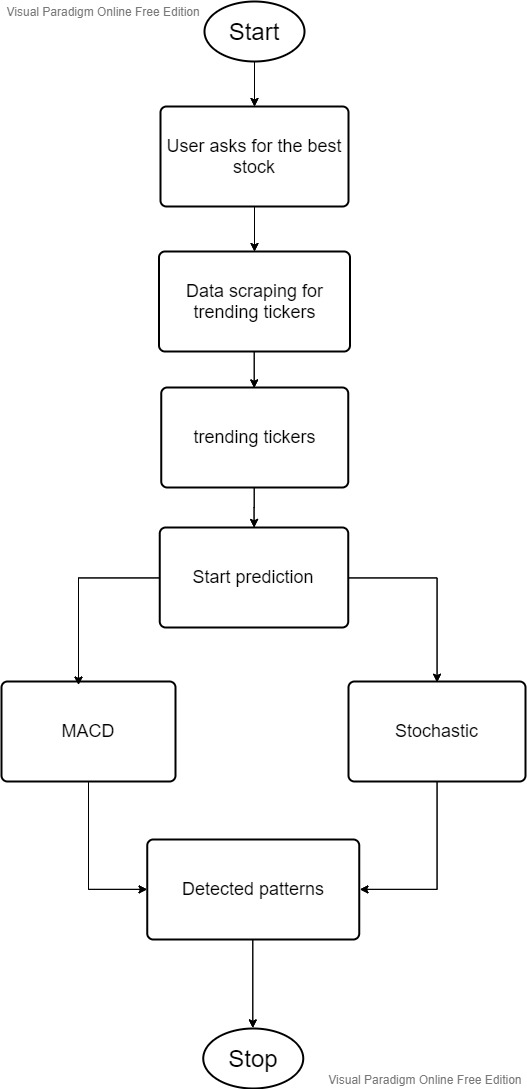 Visual Paradigm Online Free Edition
Start
User asks for the best
stock
Data scraping for
trending tickers
trending tickers
Start prediction
MACD
Stochastic
Detected patterns
Stop
Visual Paradigm Online Free Edition